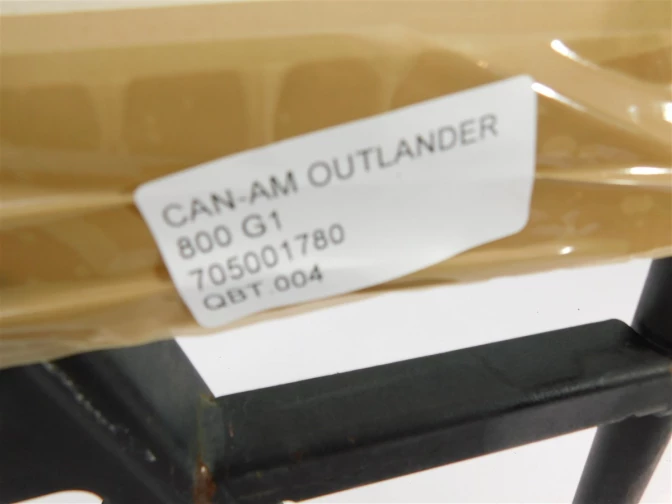 CAN-AM OUTLANDER
800 G1
705001780
QBT.004